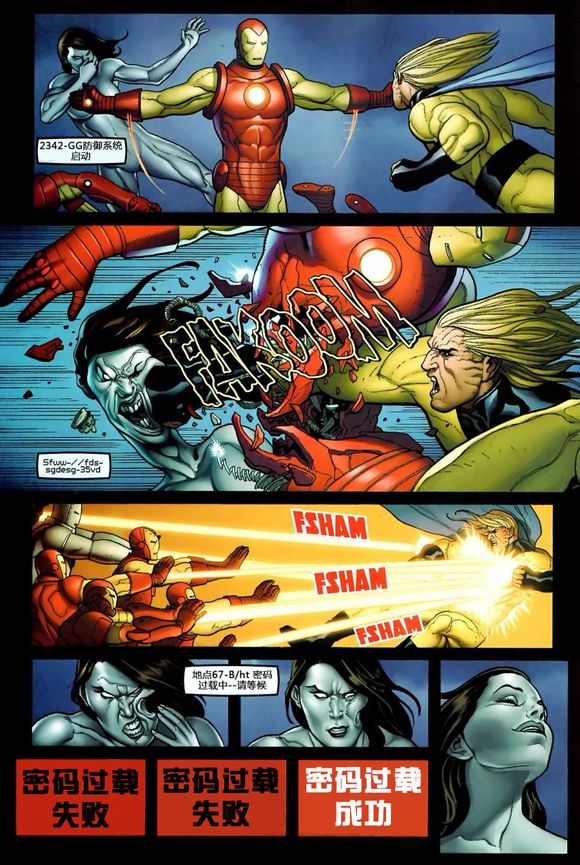 2342-GG防御系统
启动
FAKOOM
Sfww-//fds-
sgdesg-35vd
FSHAM
FSHAM
FSHAM
地点67-B/ht 密码
过载中--请等候
密码过载
失败
密码过载
失败
密码过载
成功